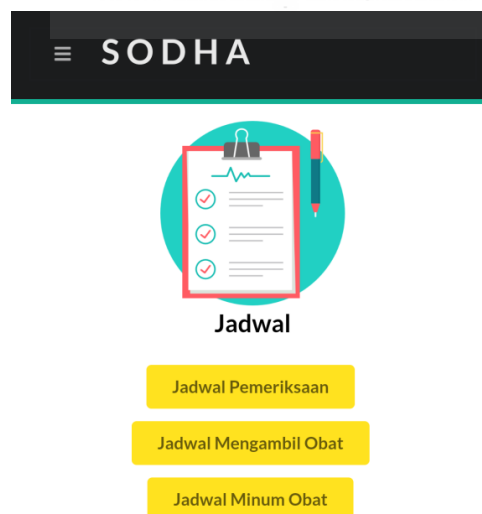 SODHA
Jadwal
Jadwal Pemeriksaan
Jadwal Mengambil Obat
Jadwal Minum Obat